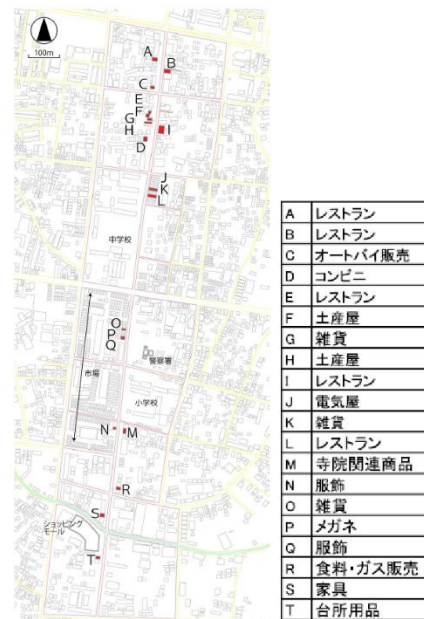 100m
A
B
C
E
F
G
H
I
D
J
K
L
中学校
O
P
Q
警察署
市場
小学校
N
M
R
S
ショッピング
モール
T
A レストラン
B レストラン
C オートバイ販売
D コンビニ
E レストラン
F 土産屋
G 雑貨
H 土産屋
I レストラン
J 電気屋
K 雑貨
L レストラン
M 寺院関連商品
N 服飾
O 雑貨
P メガネ
Q 服飾
R 食料・ガス販売
S 家具
T 台所用品